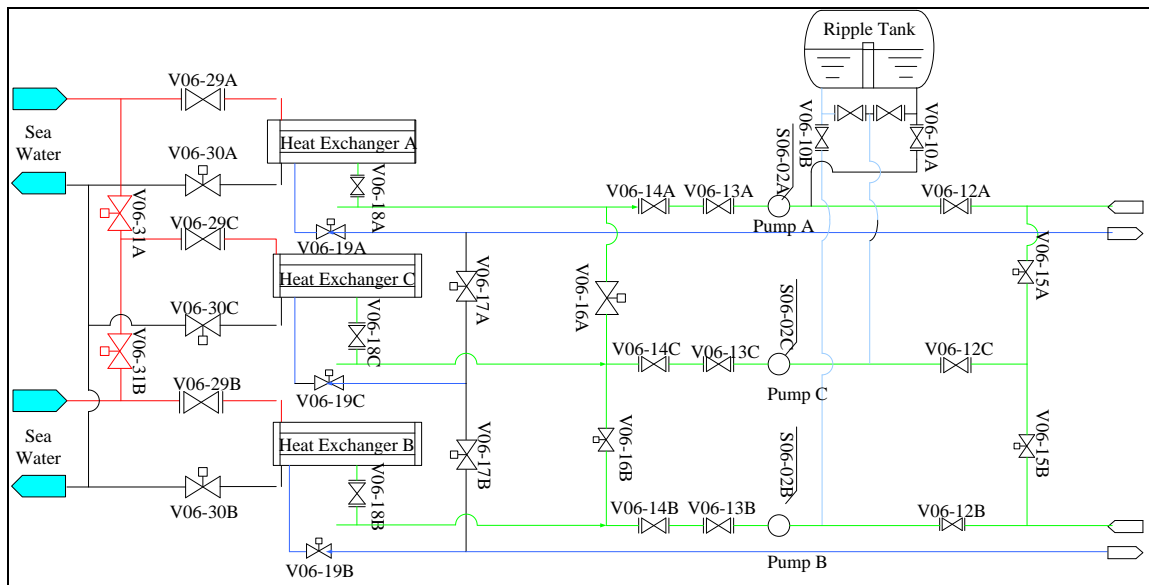 Ripple Tank
V06-29A
V06-10B
V06-10A
Sea
Water
Heat Exchanger A
S06-02A
V06-30A
V06-18A
V06-14A
V06-13A
V06-12A
V06-31A
V06-29C
V06-19A
Pump A
Heat Exchanger C
V06-17A
V06-16A
V06-15A
V06-30C
V06-18C
S06-02C
V06-14C
V06-13C
V06-12C
V06-31B
V06-29B
V06-19C
Pump C
Sea
Water
Heat Exchanger B
V06-17B
V06-16B
S06-02B
V06-15B
V06-30B
V06-18B
V06-14B
V06-13B
V06-12B
V06-19B
Pump B